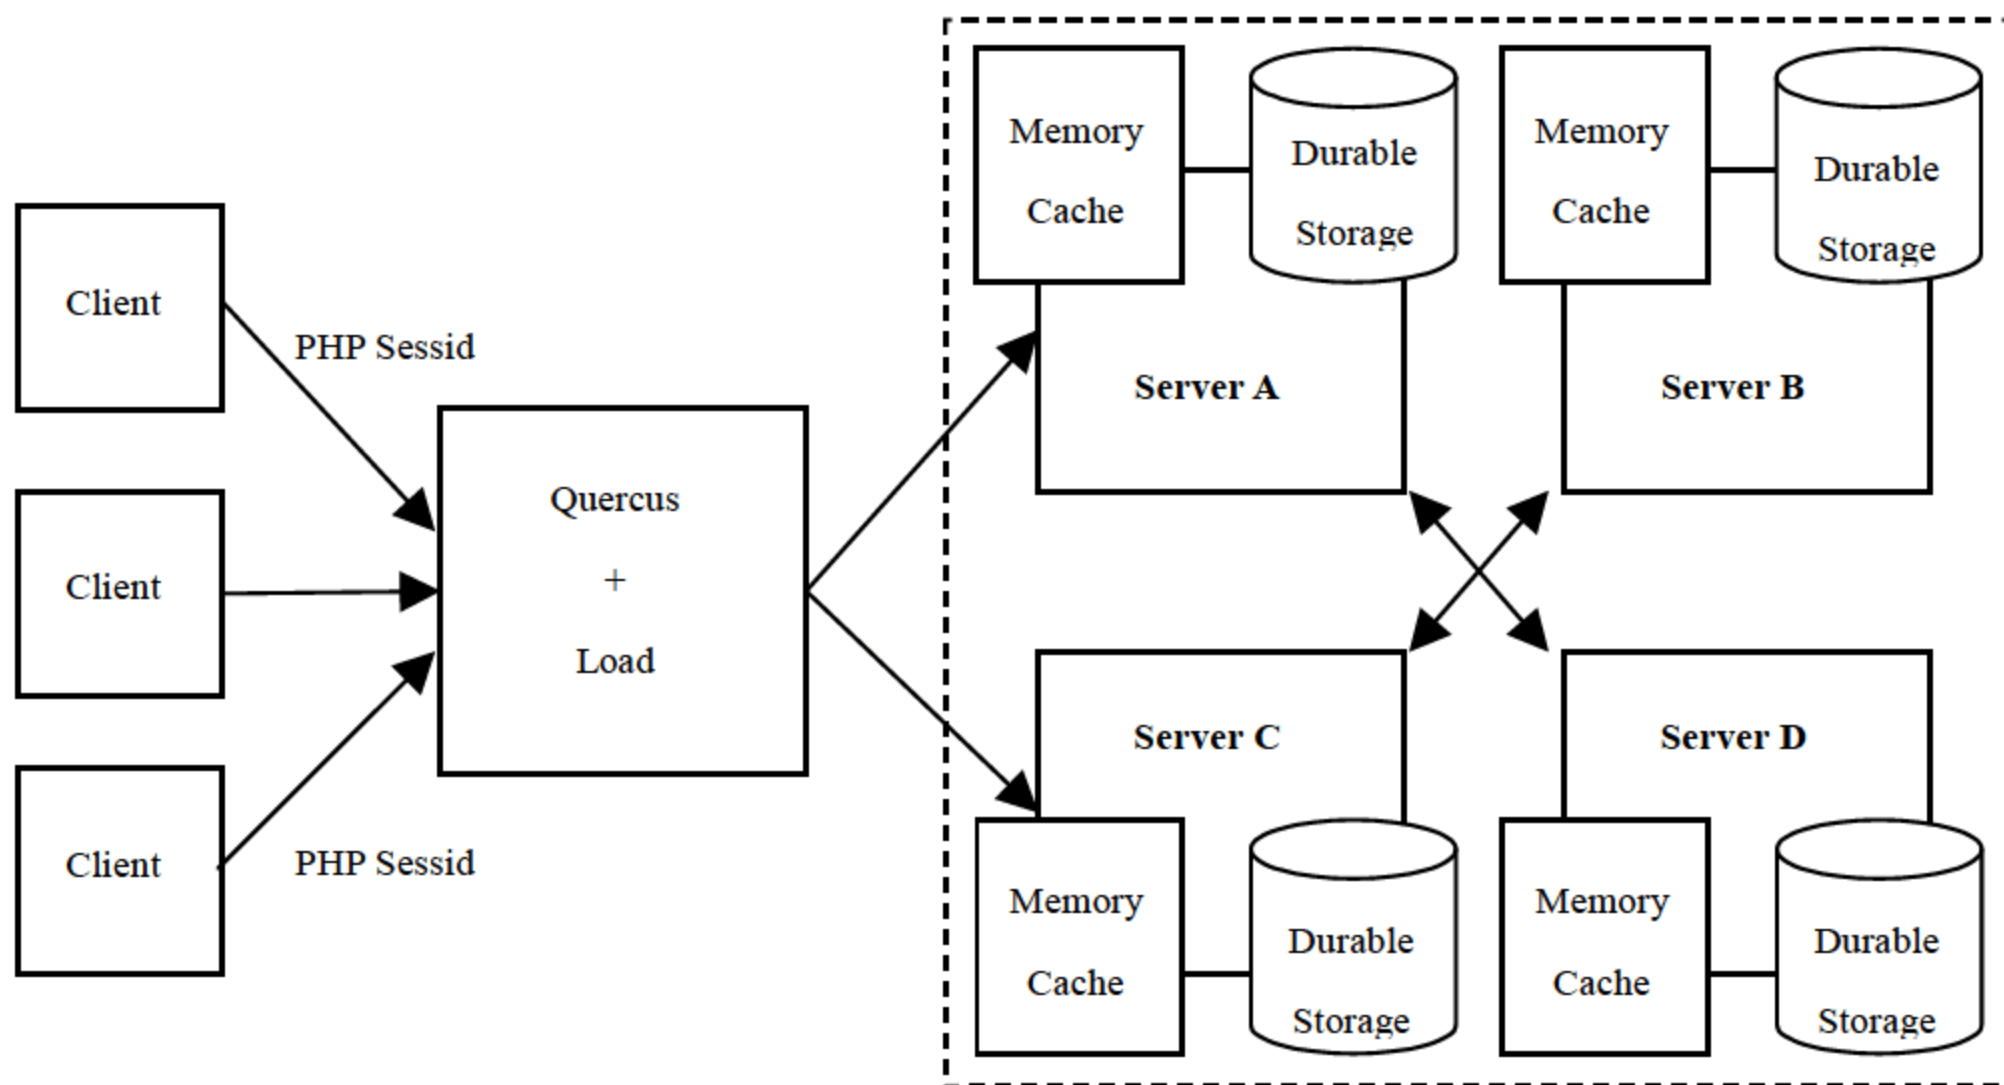 Client
PHP Sessid
Client
Client
PHP Sessid
Quercus
+
Load
Memory
Cache
Durable
Storage
Server A
Memory
Cache
Durable
Storage
Server B
Server C
Memory
Cache
Durable
Storage
Server D
Memory
Cache
Durable
Storage